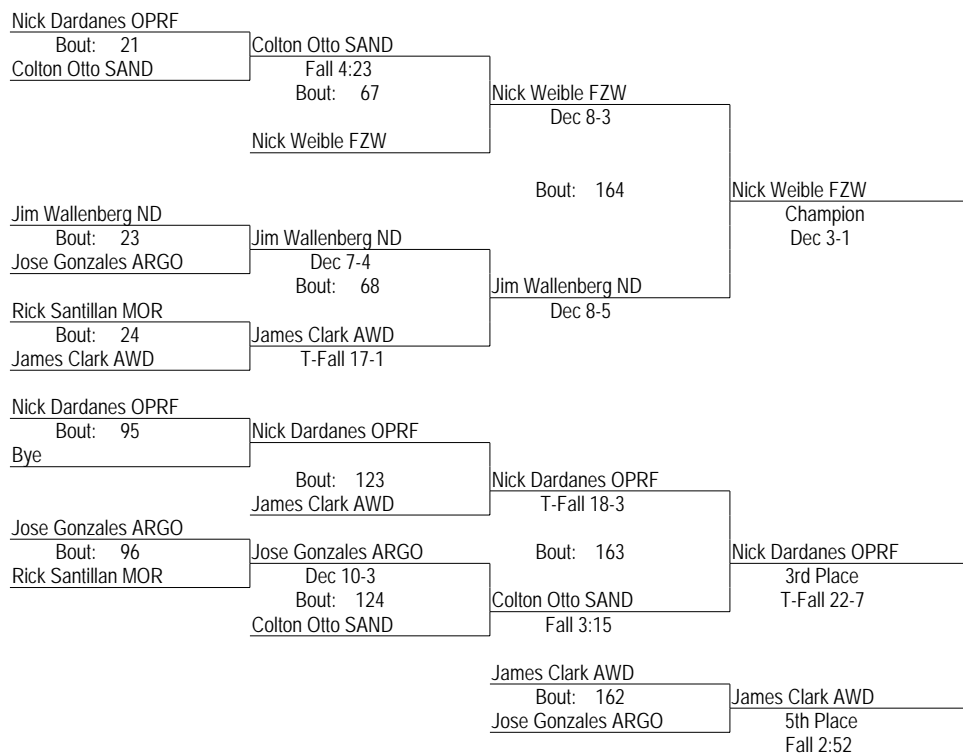 Nick Dardanes OPRF
Bout: 21
Colton Otto SAND
Colton Otto SAND
Fall 4:23
Bout: 67
Nick Weible FZW
Nick Weible FZW
Dec 8-3
Bout: 164
Nick Weible FZW
Champion
Dec 3-1
Jim Wallenberg ND
Bout: 23
Jose Gonzales ARGO
Jim Wallenberg ND
Dec 7-4
Bout: 68
Jim Wallenberg ND
Dec 8-5
Rick Santillan MOR
Bout: 24
James Clark AWD
James Clark AWD
T-Fall 17-1
Nick Dardanes OPRF
Bout: 95
Bye
Nick Dardanes OPRF
Bout: 123
James Clark AWD
Nick Dardanes OPRF
T-Fall 18-3
Jose Gonzales ARGO
Bout: 96
Rick Santillan MOR
Jose Gonzales ARGO
Dec 10-3
Bout: 124
Colton Otto SAND
Bout: 163
Colton Otto SAND
Fall 3:15
Nick Dardanes OPRF
3rd Place
T-Fall 22-7
James Clark AWD
Bout: 162
Jose Gonzales ARGO
James Clark AWD
5th Place
Fall 2:52